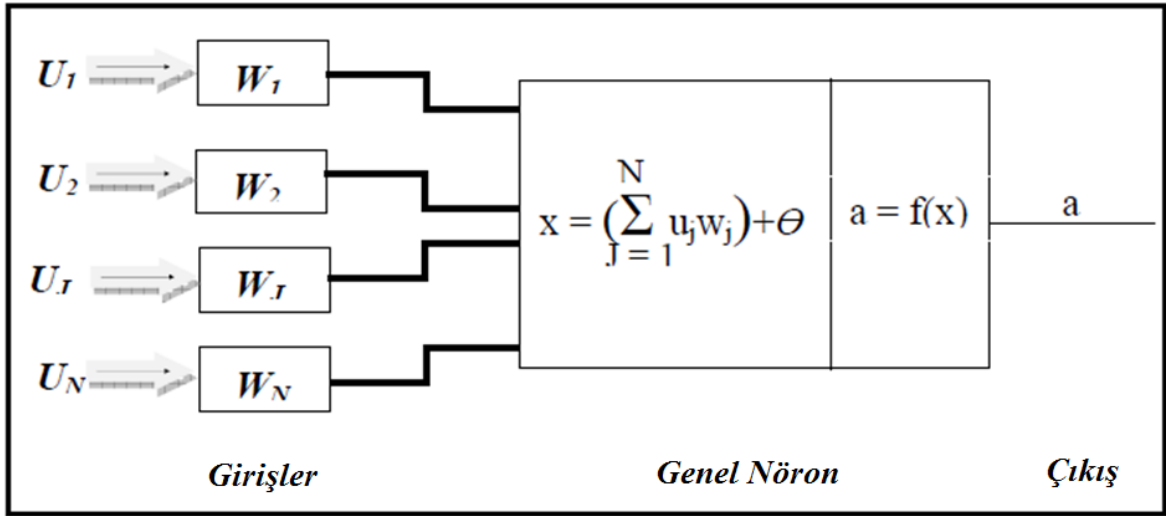 U1 W1
U2 W2
UJ WJ
UN WN
N
x = (∑ ujwj)+ϴ
J = 1
a = f(x)
a
Girişler Genel Nöron Çıkış